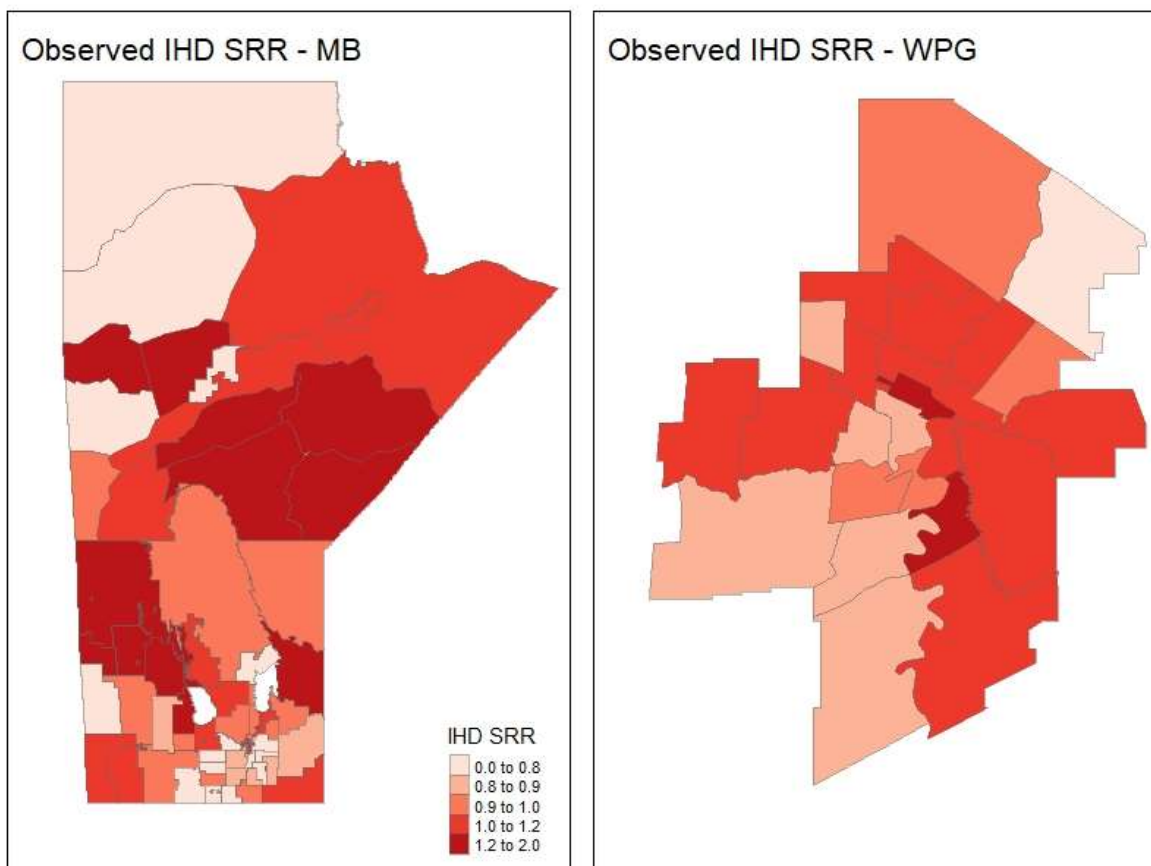 Observed IHD SRR - MB
IHD SRR
0.0 to 0.8
0.8 to 0.9
0.9 to 1.0
1.0 to 1.2
1.2 to 2.0
Observed IHD SRR - WPG